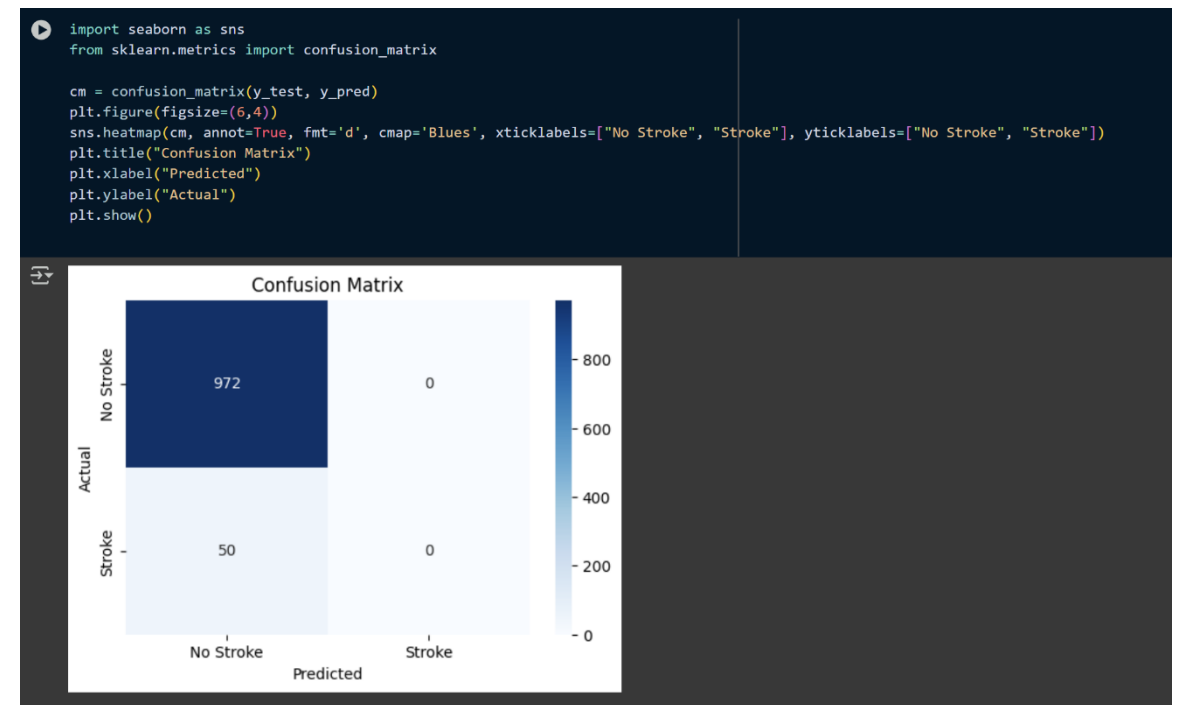 import seaborn as sns
from sklearn.metrics import confusion_matrix
cm = confusion_matrix(y_test, y_pred)
plt.figure(figsize=(6,4))
sns.heatmap(cm, annot=True, fmt='d', cmap='Blues', xticklabels=["No Stroke", "Stroke"], yticklabels=["No Stroke", "Stroke"])
plt.title("Confusion Matrix")
plt.xlabel("Predicted")
plt.ylabel("Actual")
plt.show()
Confusion Matrix
No Stroke
972
0
800
600
Actual
400
Stroke
50
0
200
0
No Stroke
Stroke
Predicted